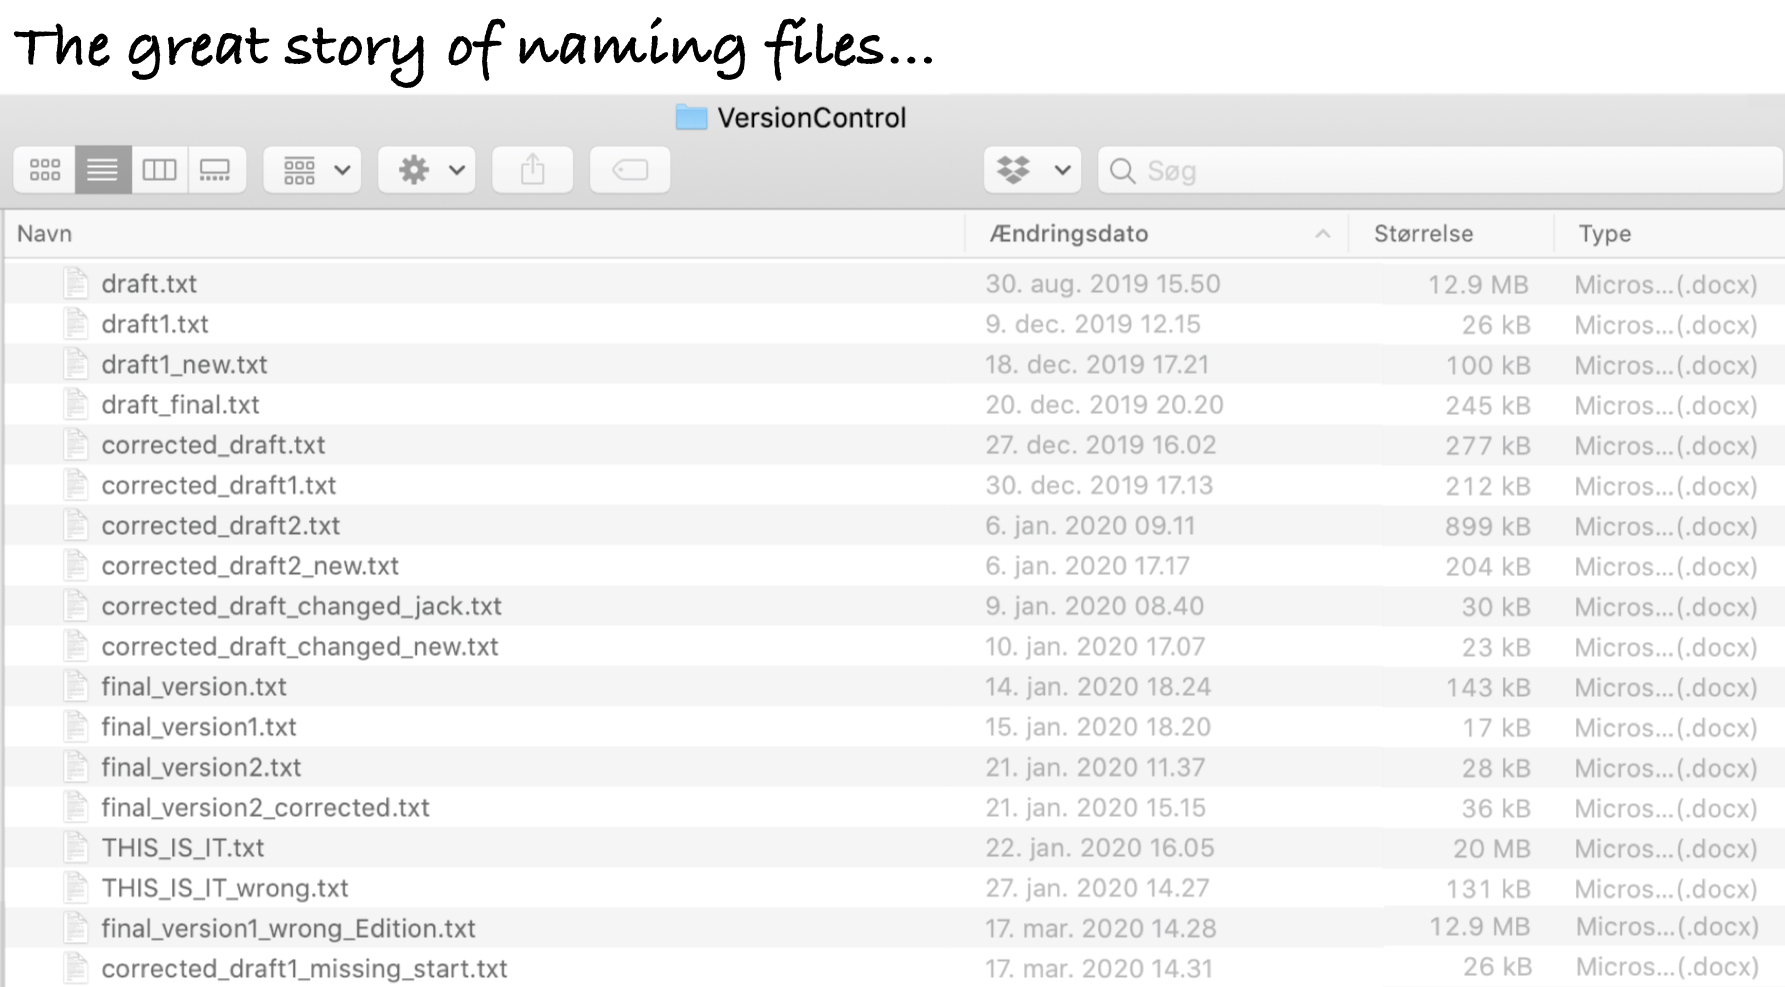 The great story of naming files...
VersionControl
Søg
Navn Ændringsdato Størrelse Type
draft.txt 30. aug. 2019 15.50 12.9 MB Micros...(.docx)
draft1.txt 9. dec. 2019 12.15 26 kB Micros...(.docx)
draft1_new.txt 18. dec. 2019 17.21 100 kB Micros...(.docx)
draft_final.txt 20. dec. 2019 20.20 245 kB Micros...(.docx)
corrected_draft.txt 27. dec. 2019 16.02 277 kB Micros...(.docx)
corrected_draft1.txt 30. dec. 2019 17.13 212 kB Micros...(.docx)
corrected_draft2.txt 6. jan. 2020 09.11 899 kB Micros...(.docx)
corrected_draft2_new.txt 6. jan. 2020 17.17 204 kB Micros...(.docx)
corrected_draft_changed_jack.txt 9. jan. 2020 08.40 30 kB Micros...(.docx)
corrected_draft_changed_new.txt 10. jan. 2020 17.07 23 kB Micros...(.docx)
final_version.txt 14. jan. 2020 18.24 143 kB Micros...(.docx)
final_version1.txt 15. jan. 2020 18.20 17 kB Micros...(.docx)
final_version2.txt 21. jan. 2020 11.37 28 kB Micros...(.docx)
final_version2_corrected.txt 21. jan. 2020 15.15 36 kB Micros...(.docx)
THIS_IS_IT.txt 22. jan. 2020 16.05 20 MB Micros...(.docx)
THIS_IS_IT_wrong.txt 27. jan. 2020 14.27 131 kB Micros...(.docx)
final_version1_wrong_Edition.txt 17. mar. 2020 14.28 12.9 MB Micros...(.docx)
corrected_draft1_missing_start.txt 17. mar. 2020 14.31 26 kB Micros...(.docx)